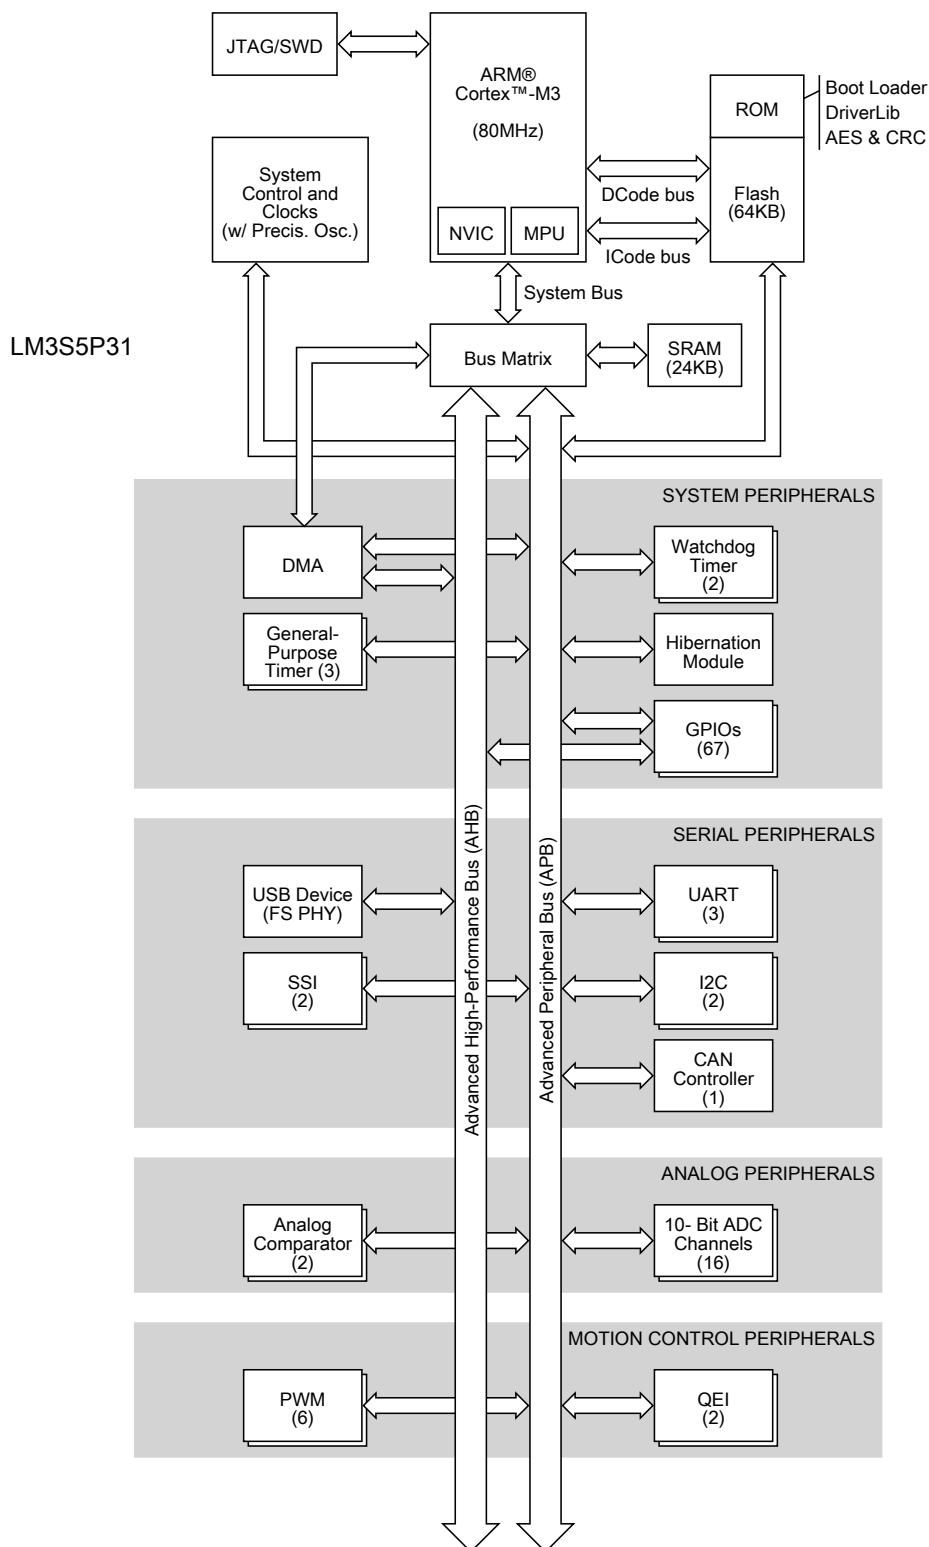 JTAG/SWD
ARM®
Cortex™-M3
(80MHz)
NVIC
MPU
ROM
Boot Loader
DriverLib
AES & CRC
Flash
(64KB)
DCode bus
ICode bus
System
Control and
Clocks
(w/ Precis. Osc.)
System Bus
LM3S5P31
Bus Matrix
SRAM
(24KB)
SYSTEM PERIPHERALS
DMA
Watchdog
Timer
(2)
General-
Purpose
Timer (3)
Hibernation
Module
GPIOs
(67)
Advanced High-Performance Bus (AHB)
Advanced Peripheral Bus (APB)
SERIAL PERIPHERALS
USB Device
(FS PHY)
UART
(3)
SSI
(2)
I2C
(2)
CAN
Controller
(1)
ANALOG PERIPHERALS
Analog
Comparator
(2)
10- Bit ADC
Channels
(16)
MOTION CONTROL PERIPHERALS
PWM
(6)
QEI
(2)